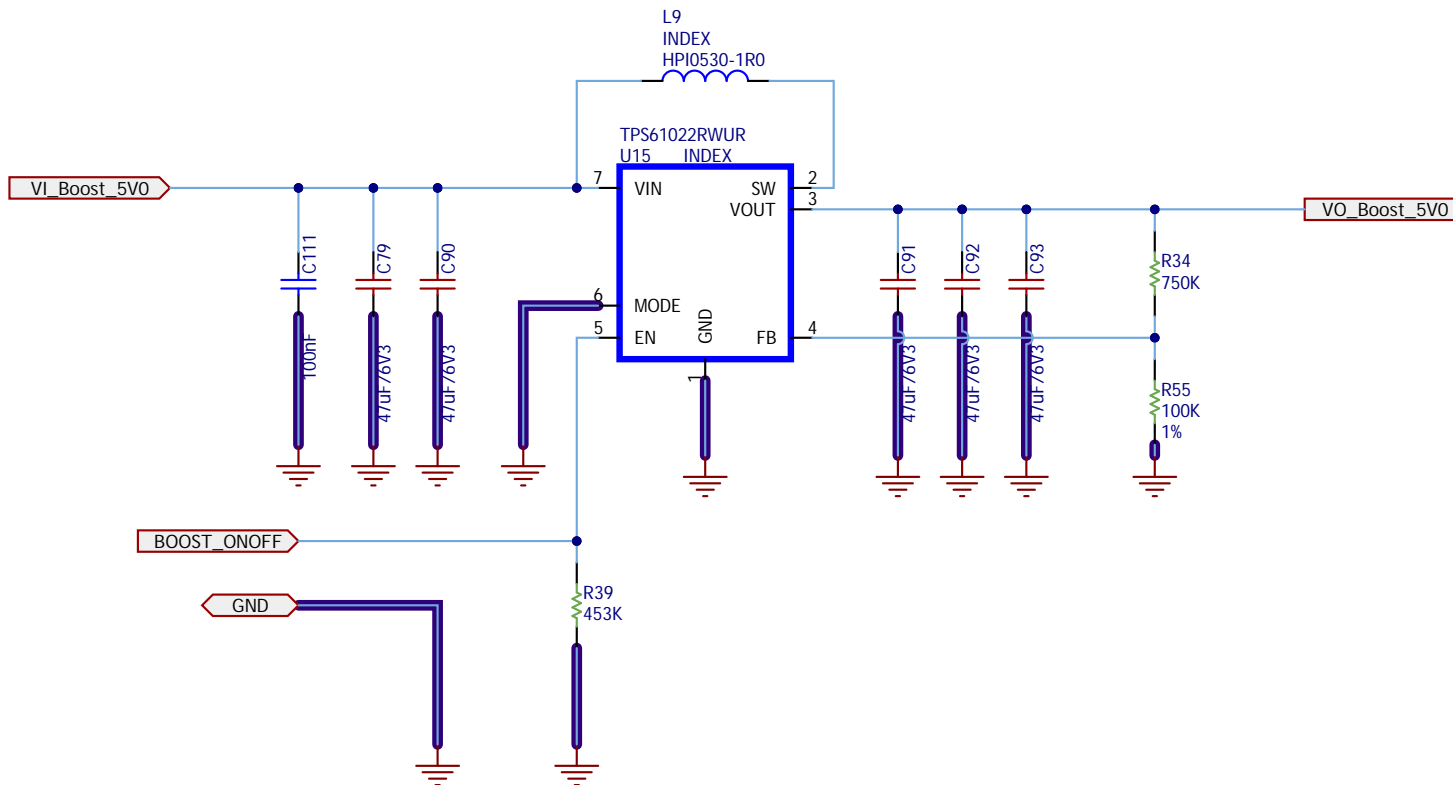 L9
INDEX
HPI0530-1R0
TPS61022RWUR
U15 INDEX
VI_Boost_5V0
7
VIN
SW
2
VOUT
3
VO_Boost_5V0
C111
100nF
C79
47uF/6V3
C90
47uF/6V3
6
MODE
5
EN
GND
1
FB
4
C91
47uF/6V3
C92
47uF/6V3
C93
47uF/6V3
R34
750K
R55
100K
1%
BOOST_ONOFF
GND
R39
453K